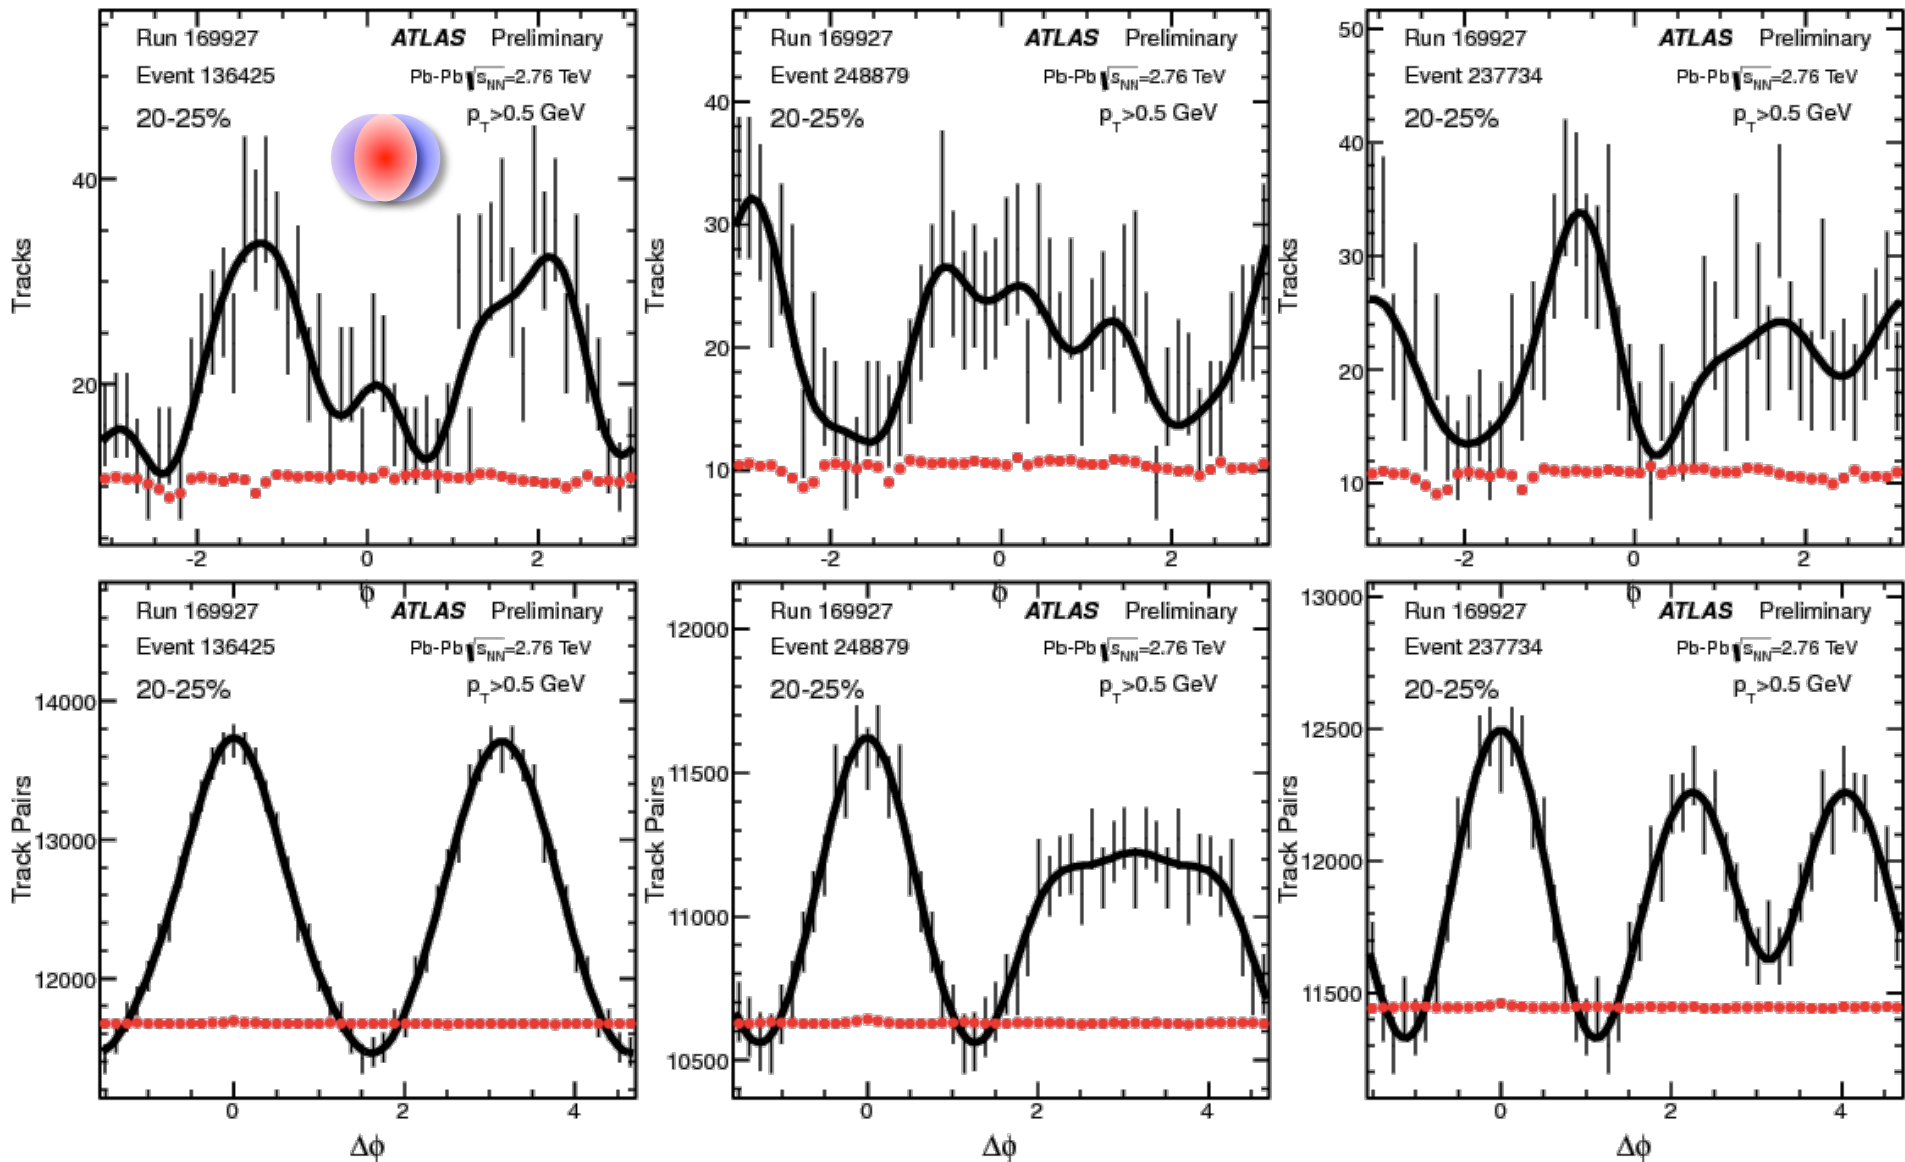 Run 169927 ATLAS Preliminary
Event 136425 Pb-Pb √sNN=2.76 TeV
20-25% pT>0.5 GeV
Tracks
40
20
-2 0 2
ϕ
Run 169927 ATLAS Preliminary
Event 248879 Pb-Pb √sNN=2.76 TeV
20-25% pT>0.5 GeV
Tracks
40
30
20
10
-2 0 2
ϕ
Run 169927 ATLAS Preliminary
Event 237734 Pb-Pb √sNN=2.76 TeV
20-25% pT>0.5 GeV
Tracks
50
40
30
20
10
-2 0 2
ϕ
Run 169927 ATLAS Preliminary
Event 136425 Pb-Pb √sNN=2.76 TeV
20-25% pT>0.5 GeV
Track Pairs
14000
13000
12000
0 2 4
Δϕ
Run 169927 ATLAS Preliminary
Event 248879 Pb-Pb √sNN=2.76 TeV
20-25% pT>0.5 GeV
Track Pairs
12000
11500
11000
10500
0 2 4
Δϕ
Run 169927 ATLAS Preliminary
Event 237734 Pb-Pb √sNN=2.76 TeV
20-25% pT>0.5 GeV
Track Pairs
13000
12500
12000
11500
0 2 4
Δϕ